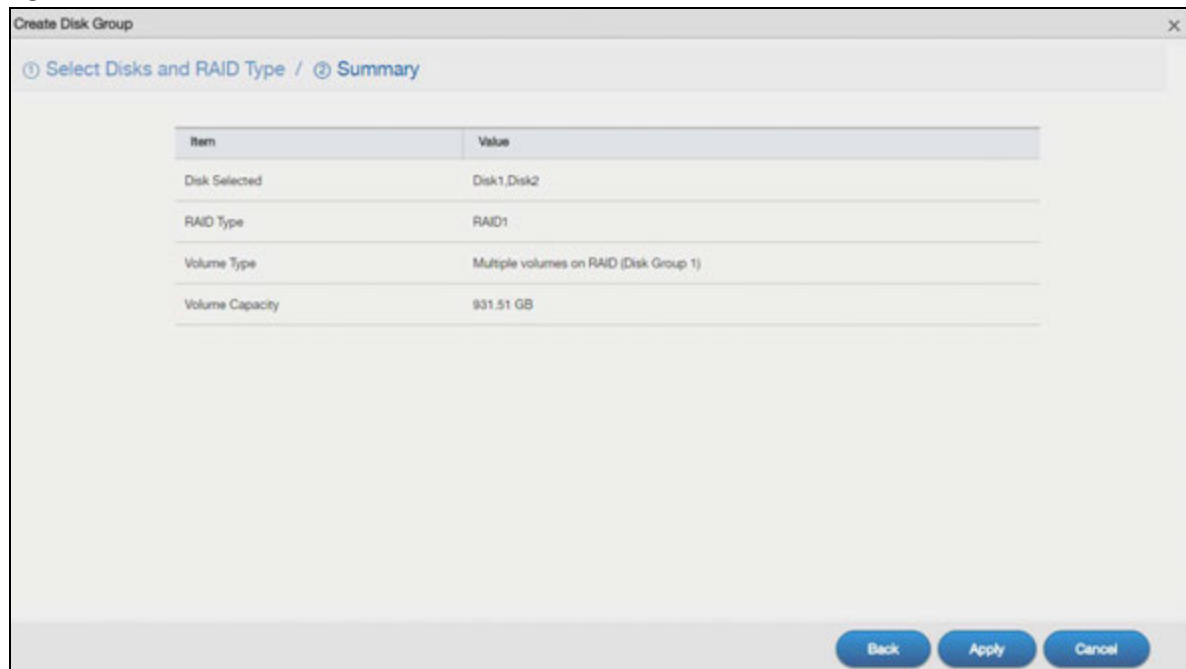 Create Disk Group
① Select Disks and RAID Type / ② Summary
Item Value
Disk Selected Disk1,Disk2
RAID Type RAID1
Volume Type Multiple volumes on RAID (Disk Group 1)
Volume Capacity 931.51 GB
Back Apply Cancel